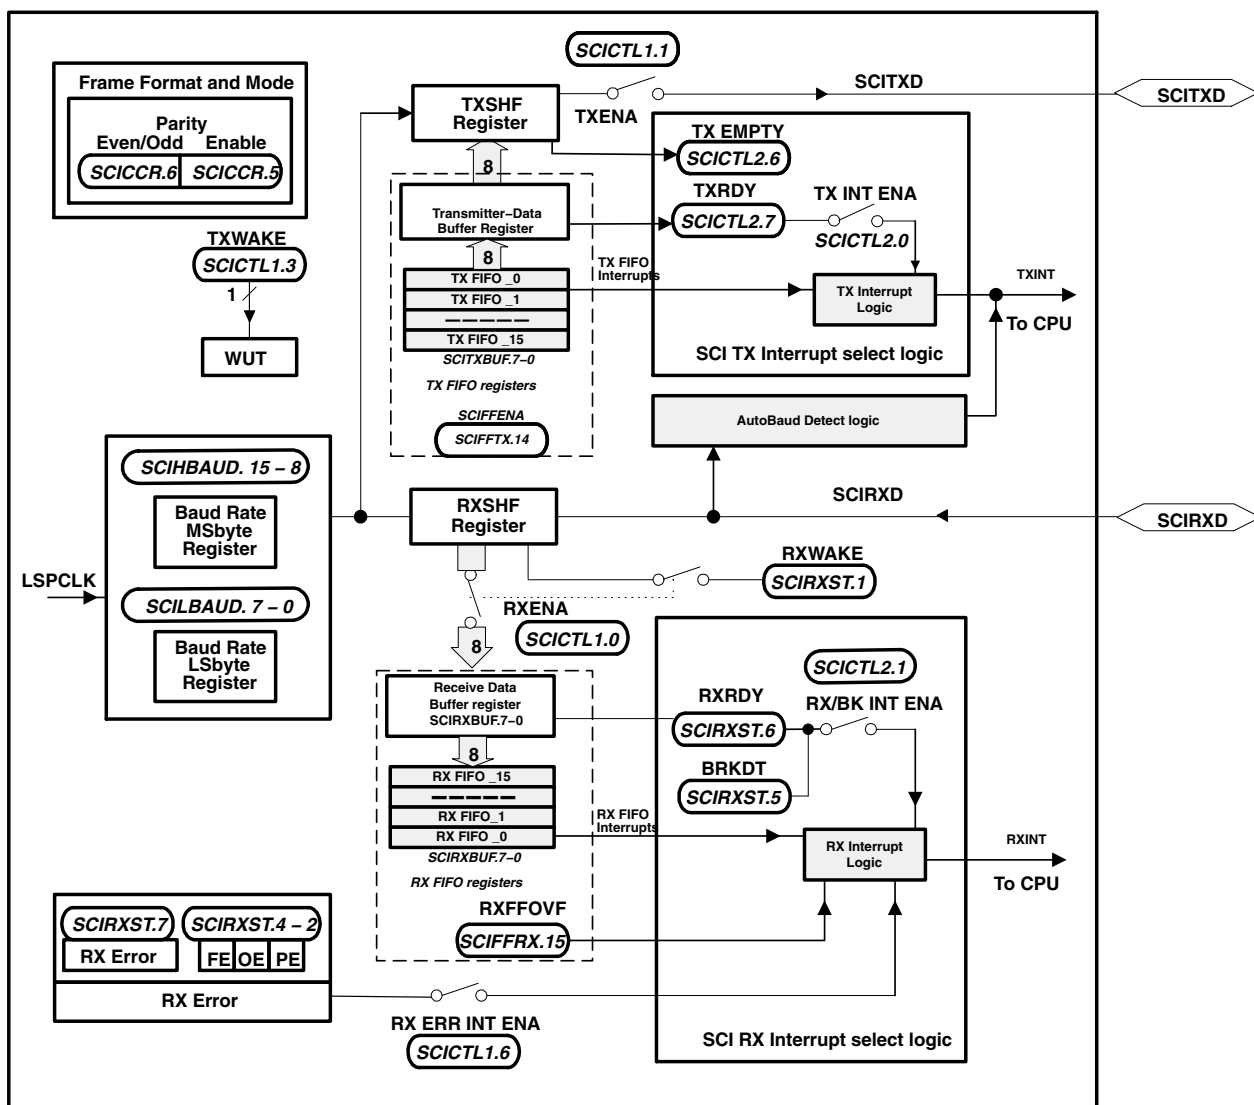 SCICTL1.1
Frame Format and Mode
Parity
Even/Odd Enable
SCICCR.6 SCICCR.5
TXSHF
Register
TXENA
SCITXD
SCITXD
TX EMPTY
SCICTL2.6
8
TXRDY
SCICTL2.7
TX INT ENA
SCICTL2.0
Transmitter–Data
Buffer Register
8
TX FIFO
Interrupts
TX FIFO _0
TX FIFO _1
–––––
TX FIFO _15
SCITXBUF.7–0
TX FIFO registers
SCIFFENA
SCIFFTX.14
TX Interrupt
Logic
TXINT
To CPU
SCI TX Interrupt select logic
TXWAKE
SCICTL1.3
1
WUT
AutoBaud Detect logic
SCIHBAUD. 15 – 8
Baud Rate
MSbyte
Register
LSPCLK
SCILBAUD. 7 – 0
Baud Rate
LSbyte
Register
RXSHF
Register
SCIRXD
SCIRXD
RXWAKE
SCIRXST.1
RXENA
SCICTL1.0
8
Receive Data
Buffer register
SCIRXBUF.7–0
8
RX FIFO _15
–––––
RX FIFO_1
RX FIFO _0
SCIRXBUF.7–0
RX FIFO registers
RX FIFO
Interrupts
SCICTL2.1
RXRDY
RX/BK INT ENA
SCIRXST.6
BRKDT
SCIRXST.5
RX Interrupt
Logic
RXINT
To CPU
RXFFOVF
SCIFFRX.15
SCI RX Interrupt select logic
SCIRXST.7 SCIRXST.4 – 2
RX Error FE OE PE
RX Error
RX ERR INT ENA
SCICTL1.6